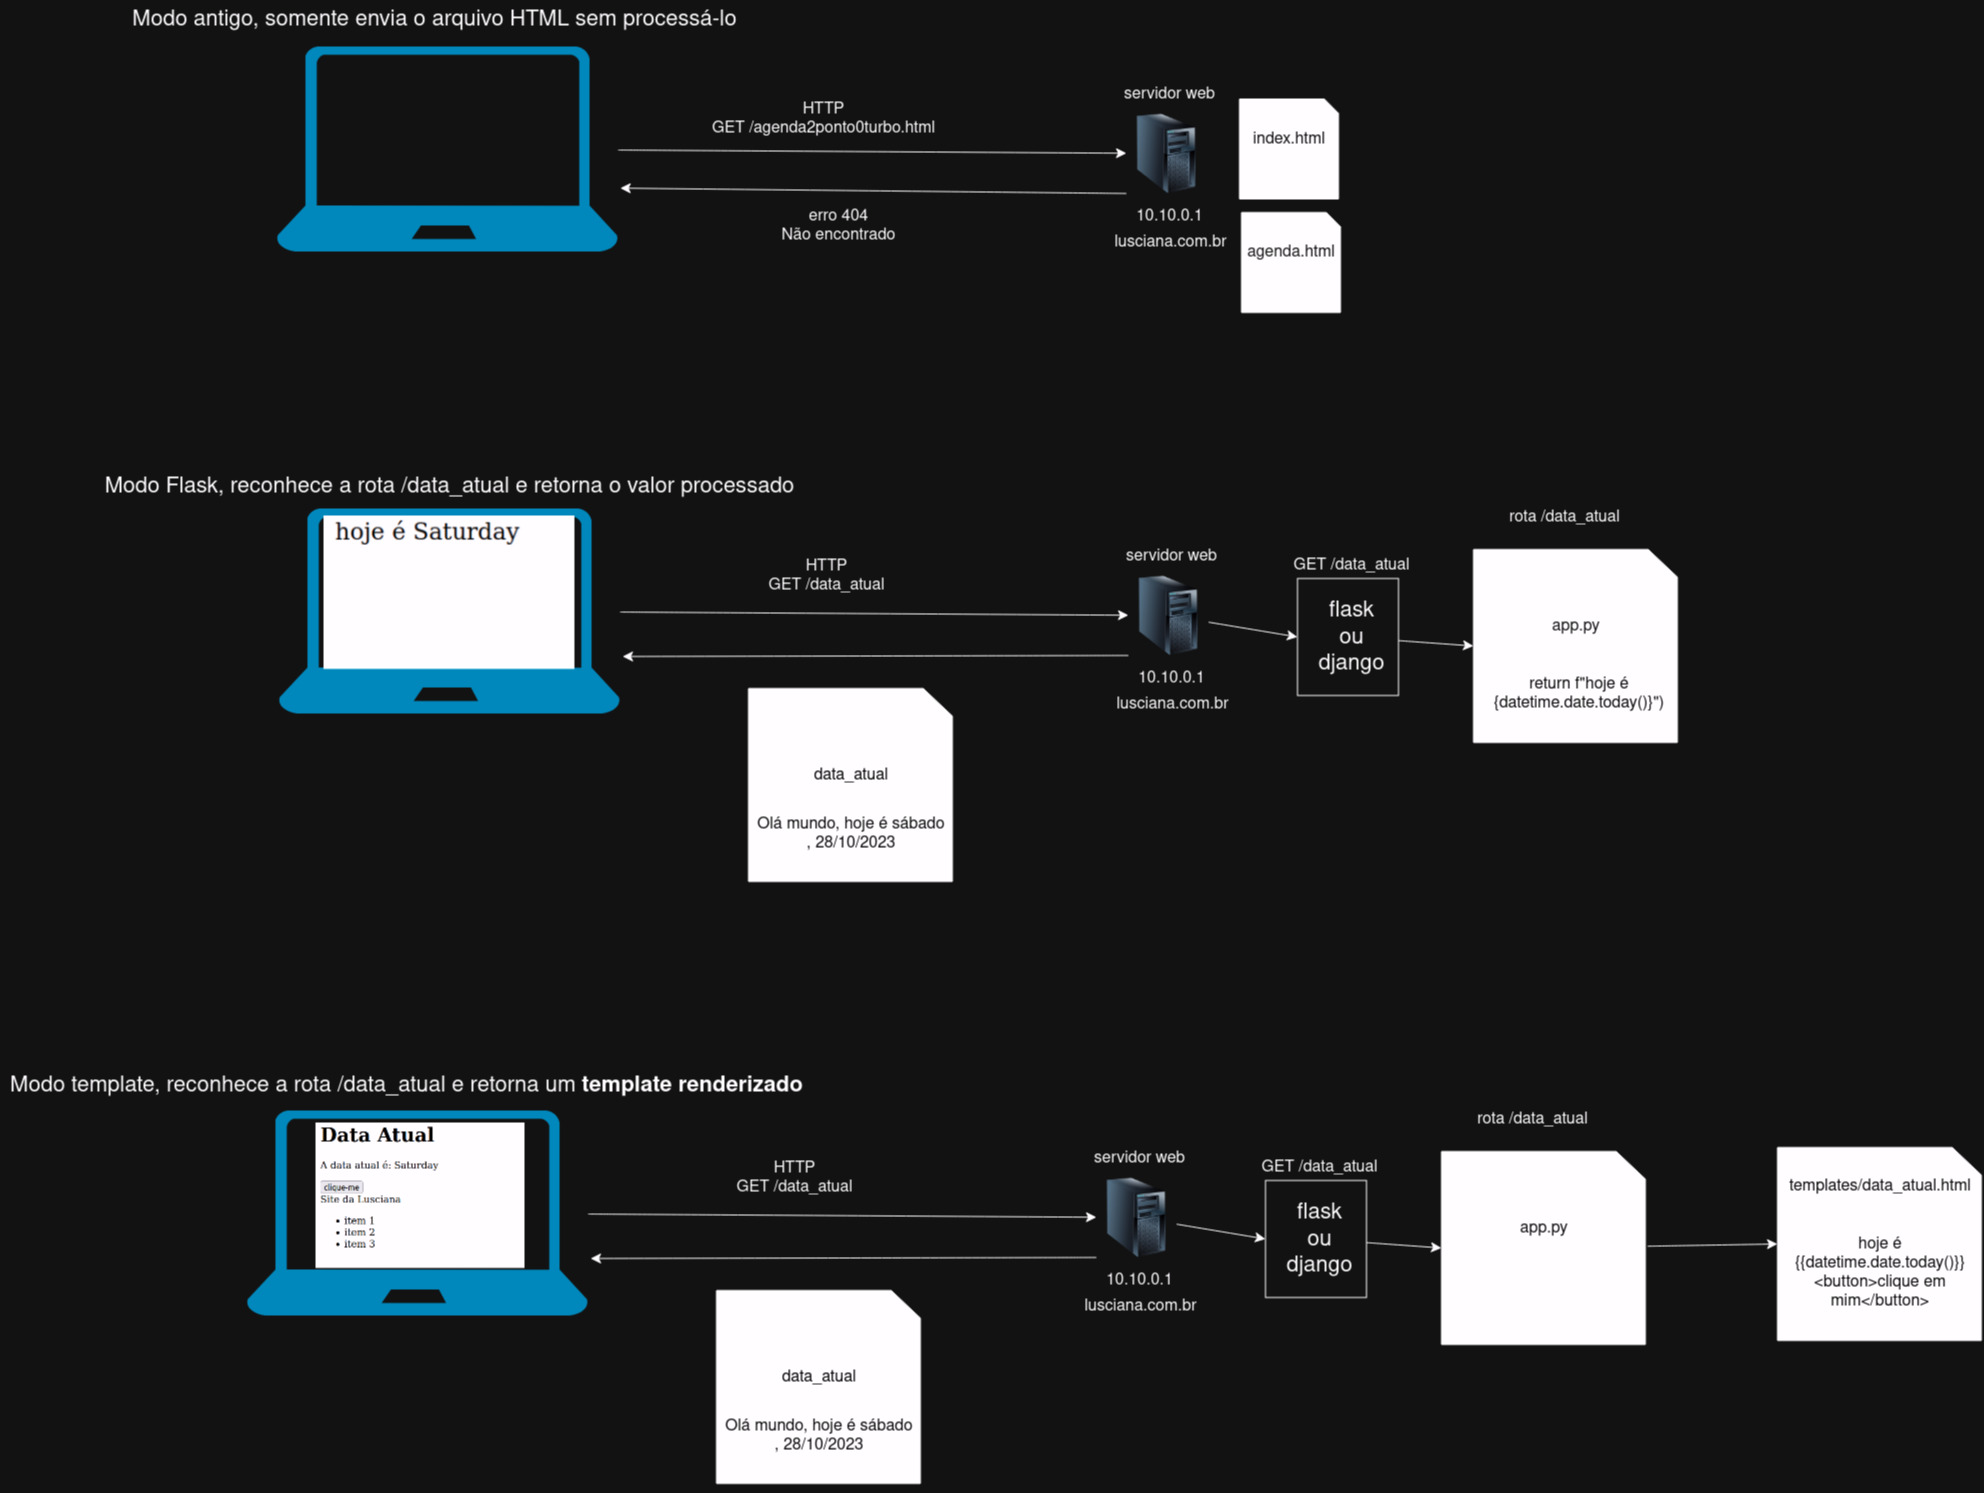 Modo antigo, somente envia o arquivo HTML sem processá-lo
HTTP
GET /agenda2ponto0turbo.html
erro 404
Não encontrado
servidor web
10.10.0.1
lusciana.com.br
index.html
agenda.html
Modo Flask, reconhece a rota /data_atual e retorna o valor processado
hoje é Saturday
HTTP
GET /data_atual
data_atual
Olá mundo, hoje é sábado
, 28/10/2023
servidor web
10.10.0.1
lusciana.com.br
GET /data_atual
flask
ou
django
rota /data_atual
app.py
return f"hoje é
{datetime.date.today()}")
Modo template, reconhece a rota /data_atual e retorna um template renderizado
Data Atual
A data atual é: Saturday
clique-me
Site da Lusciana
• item 1
• item 2
• item 3
HTTP
GET /data_atual
data_atual
Olá mundo, hoje é sábado
, 28/10/2023
servidor web
10.10.0.1
lusciana.com.br
GET /data_atual
flask
ou
django
rota /data_atual
app.py
templates/data_atual.html
hoje é
{{datetime.date.today()}}
<button>clique em
mim</button>